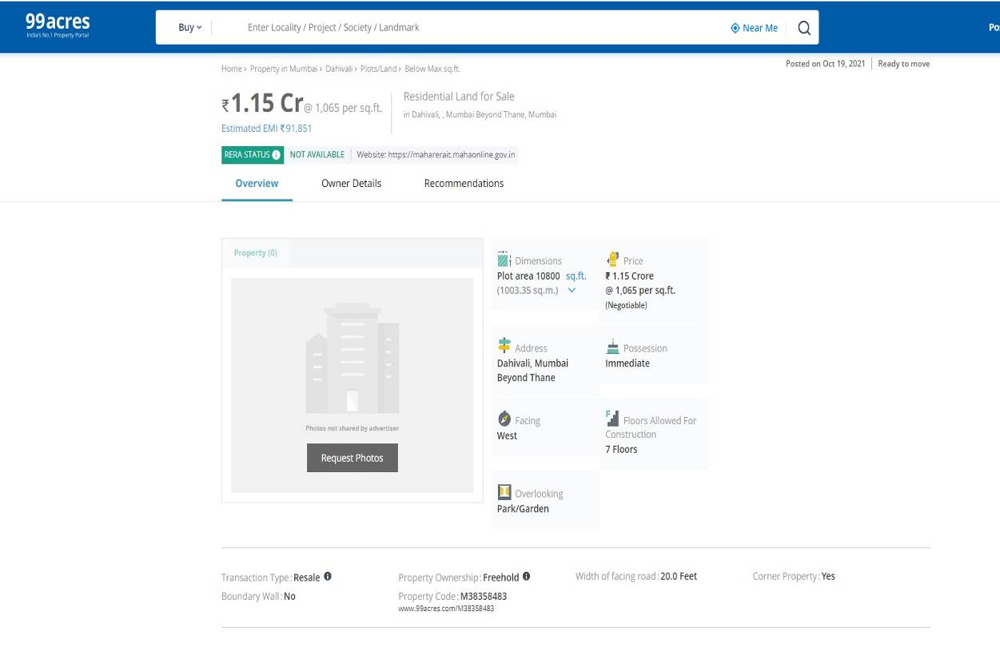 99acres
India's No.1 Property Portal
Buy
Enter Locality / Project / Society / Landmark
Near Me
Po
Home › Property in Mumbai › Dahivali › Plots/Land › Below Max sq.ft.
Posted on Oct 19, 2021 | Ready to move
₹ 1.15 Cr @ 1,065 per sq.ft.
Estimated EMI ₹ 91,851
Residential Land for Sale
in Dahivali, , Mumbai Beyond Thane, Mumbai
RERA STATUS i NOT AVAILABLE | Website: https://maharerait.mahaonline.gov.in
Overview
Owner Details
Recommendations
Property (0)
Photos not shared by advertiser
Request Photos
Dimensions
Plot area 10800 sq.ft.
(1003.35 sq.m.)
Price
₹ 1.15 Crore
@ 1,065 per sq.ft.
(Negotiable)
Address
Dahivali, Mumbai
Beyond Thane
Possession
Immediate
Facing
West
F Floors Allowed For
Construction
7 Floors
Overlooking
Park/Garden
Transaction Type : Resale i
Property Ownership : Freehold i
Width of facing road : 20.0 Feet
Corner Property : Yes
Boundary Wall : No
Property Code : M38358483
www.99acres.com/M38358483